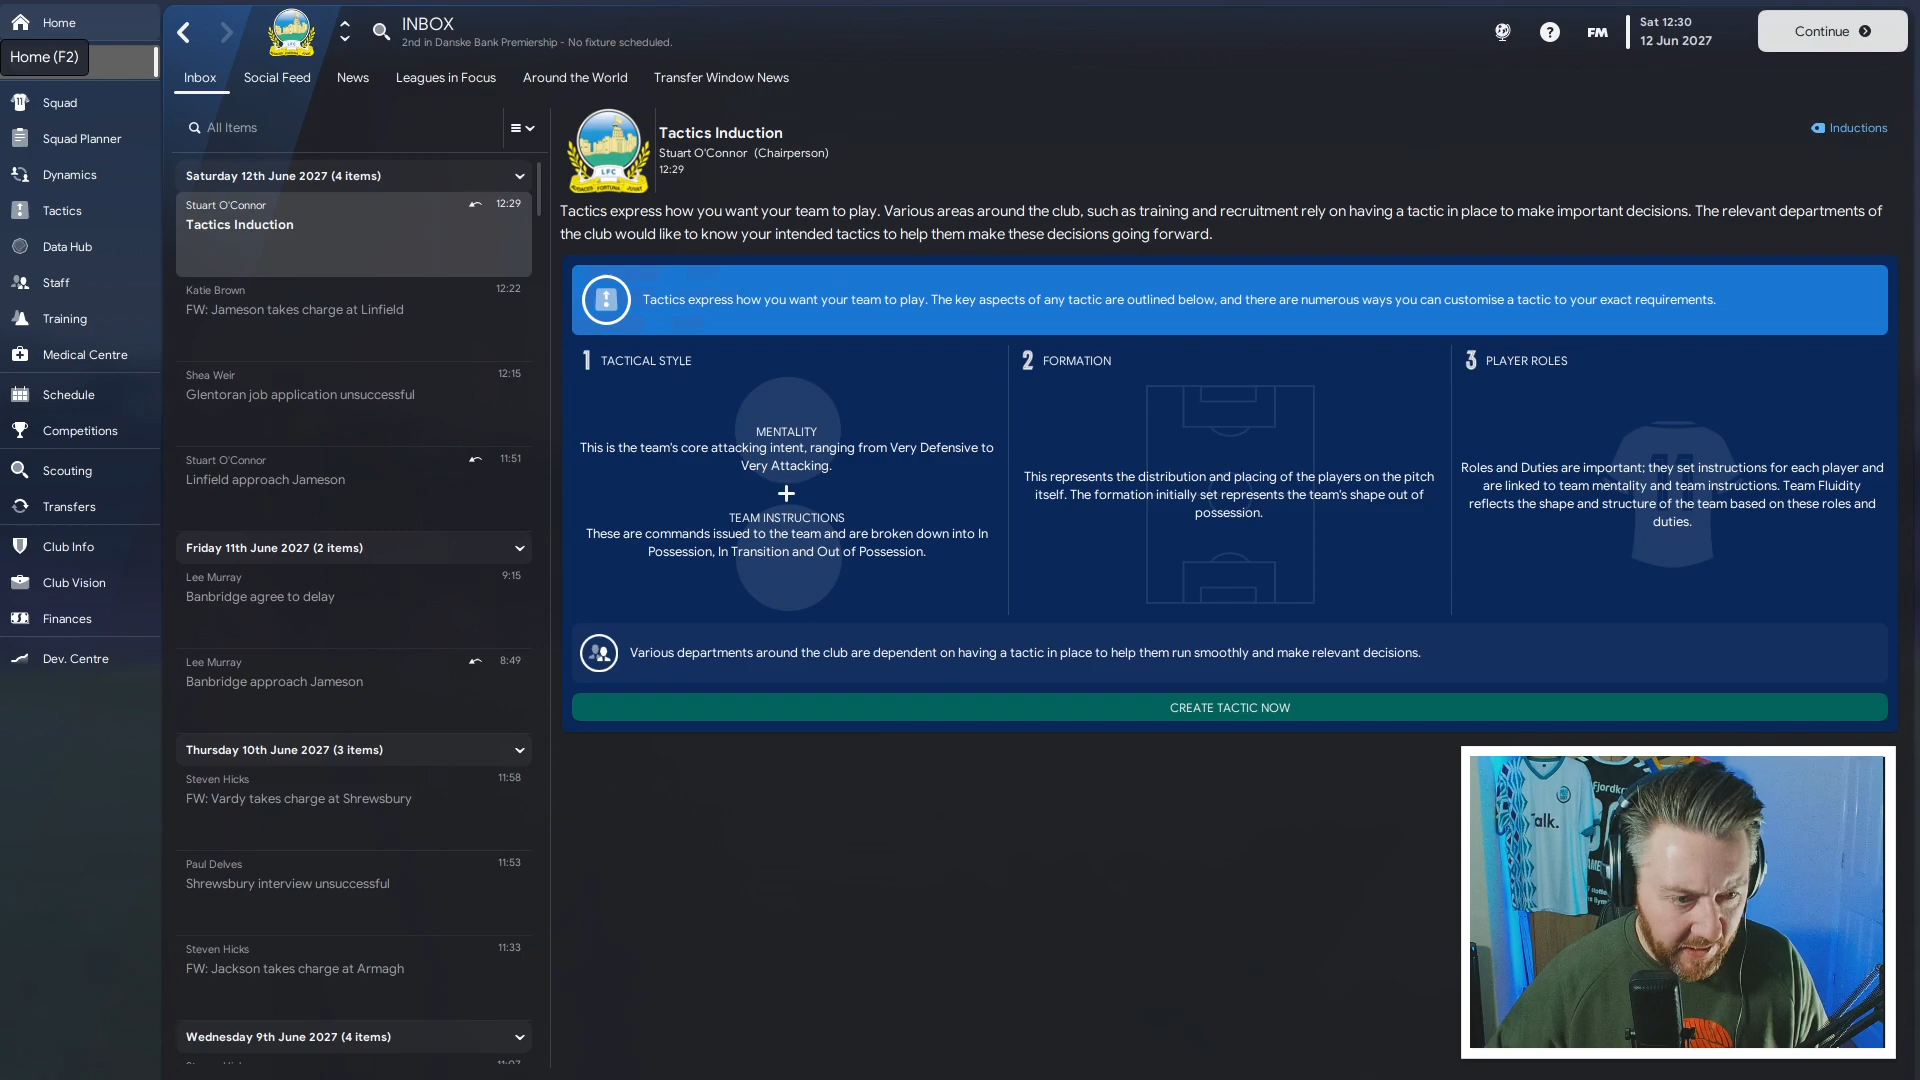 Home
Home (F2)
Squad
Squad Planner
Dynamics
Tactics
Data Hub
Staff
Training
Medical Centre
Schedule
Competitions
Scouting
Transfers
Club Info
Club Vision
Finances
Dev. Centre
INBOX
2nd in Danske Bank Premiership - No fixture scheduled.
FM
Sat 12:30
12 Jun 2027
Continue
Inbox
Social Feed
News
Leagues in Focus
Around the World
Transfer Window News
All Items
Saturday 12th June 2027 (4 items)
Stuart O'Connor 12:29
Tactics Induction
Katie Brown 12:22
FW: Jameson takes charge at Linfield
Shea Weir 12:15
Glentoran job application unsuccessful
Stuart O'Connor 11:51
Linfield approach Jameson
Friday 11th June 2027 (2 items)
Lee Murray 9:15
Banbridge agree to delay
Lee Murray 8:49
Banbridge approach Jameson
Thursday 10th June 2027 (3 items)
Steven Hicks 11:58
FW: Vardy takes charge at Shrewsbury
Paul Delves 11:53
Shrewsbury interview unsuccessful
Steven Hicks 11:33
FW: Jackson takes charge at Armagh
Wednesday 9th June 2027 (4 items)
LFC
AUDACES FORTUNA JUVAT
Tactics Induction
Stuart O'Connor (Chairperson)
12:29
Inductions
Tactics express how you want your team to play. Various areas around the club, such as training and recruitment rely on having a tactic in place to make important decisions. The relevant departments of
the club would like to know your intended tactics to help them make these decisions going forward.
Tactics express how you want your team to play. The key aspects of any tactic are outlined below, and there are numerous ways you can customise a tactic to your exact requirements.
1 TACTICAL STYLE
MENTALITY
This is the team's core attacking intent, ranging from Very Defensive to
Very Attacking.
+
TEAM INSTRUCTIONS
These are commands issued to the team and are broken down into In
Possession, In Transition and Out of Possession.
2 FORMATION
This represents the distribution and placing of the players on the pitch
itself. The formation initially set represents the team's shape out of
possession.
3 PLAYER ROLES
Roles and Duties are important; they set instructions for each player and
are linked to team mentality and team instructions. Team Fluidity
reflects the shape and structure of the team based on these roles and
duties.
Various departments around the club are dependent on having a tactic in place to help them run smoothly and make relevant decisions.
CREATE TACTIC NOW
Talk.